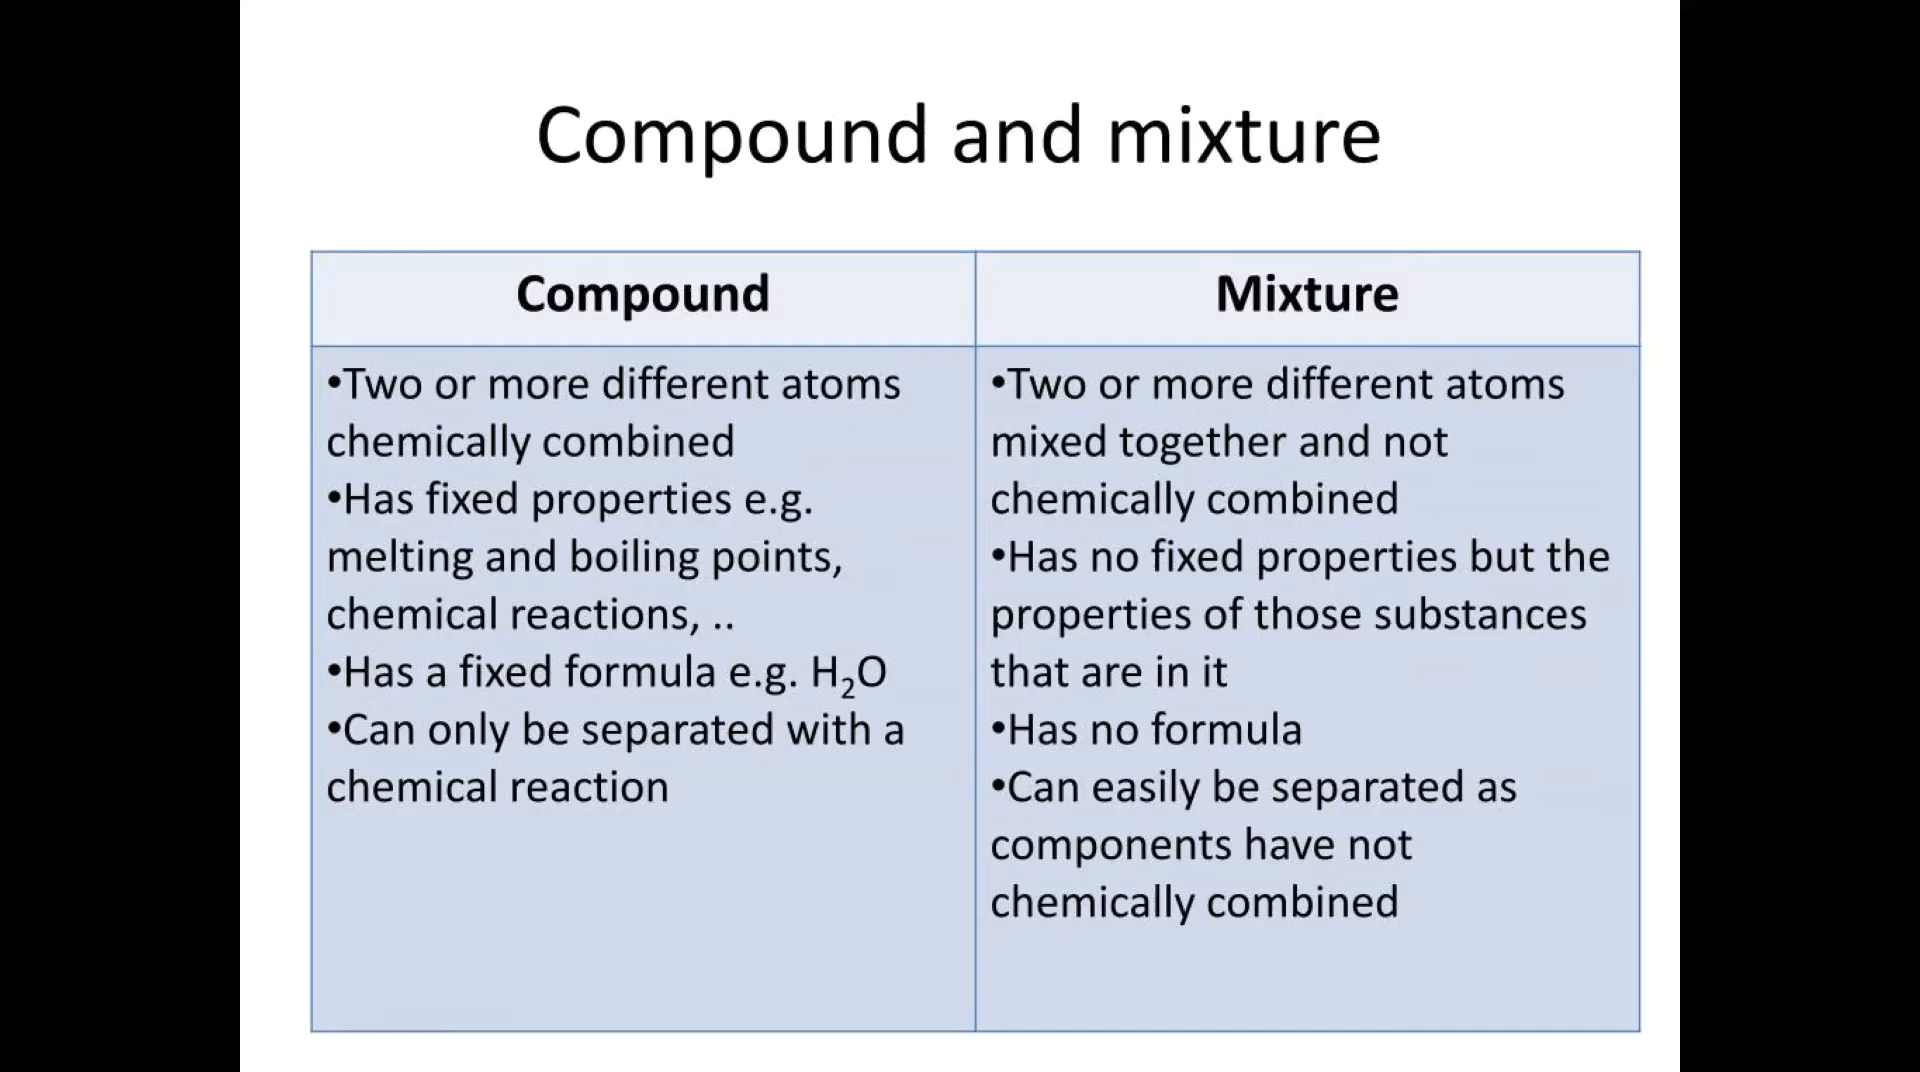 Compound and mixture
Compound
•Two or more different atoms
chemically combined
•Has fixed properties e.g.
melting and boiling points,
chemical reactions, ..
•Has a fixed formula e.g. H₂O
•Can only be separated with a
chemical reaction
Mixture
•Two or more different atoms
mixed together and not
chemically combined
•Has no fixed properties but the
properties of those substances
that are in it
•Has no formula
•Can easily be separated as
components have not
chemically combined